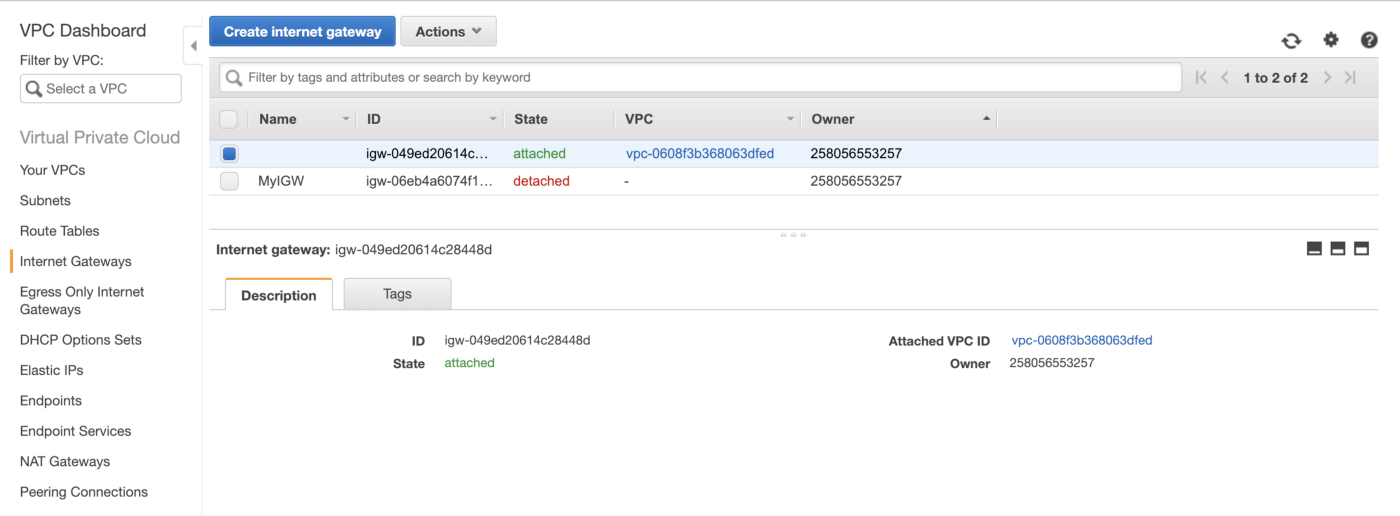 VPC Dashboard
Filter by VPC:
Select a VPC
Virtual Private Cloud
Your VPCs
Subnets
Route Tables
Internet Gateways
Egress Only Internet
Gateways
DHCP Options Sets
Elastic IPs
Endpoints
Endpoint Services
NAT Gateways
Peering Connections
Create internet gateway Actions
Filter by tags and attributes or search by keyword 1 to 2 of 2
Name ID State VPC Owner
igw-049ed20614c... attached vpc-0608f3b368063dfed 258056553257
MyIGW igw-06eb4a6074f1... detached - 258056553257
Internet gateway: igw-049ed20614c28448d
Description Tags
ID igw-049ed20614c28448d Attached VPC ID vpc-0608f3b368063dfed
State attached Owner 258056553257